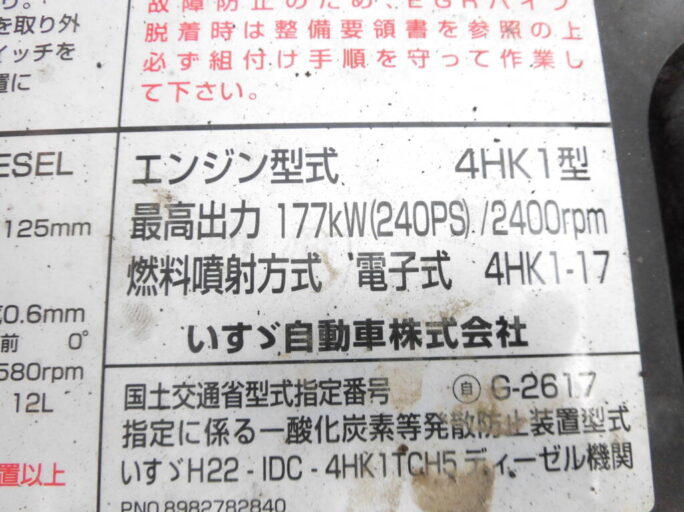 故障防止のため、EGRパイプ
脱着時は整備要領書を参照の上
必ず組付け手順を守って作業し
て下さい。
を取り外
イッチを
置に
ESEL
125mm
0.6mm
前 0°
580rpm
12L
置以上
エンジン型式 4HK1型
最高出力 177kW(240PS)/2400rpm
燃料噴射方式 電子式 4HK1-17
いすゞ自動車株式会社
国土交通省型式指定番号 自 G-2617
指定に係る一酸化炭素等発散防止装置型式
いすゞH22-IDC-4HK1TCH5ディーゼル機関
PNO.8982782840